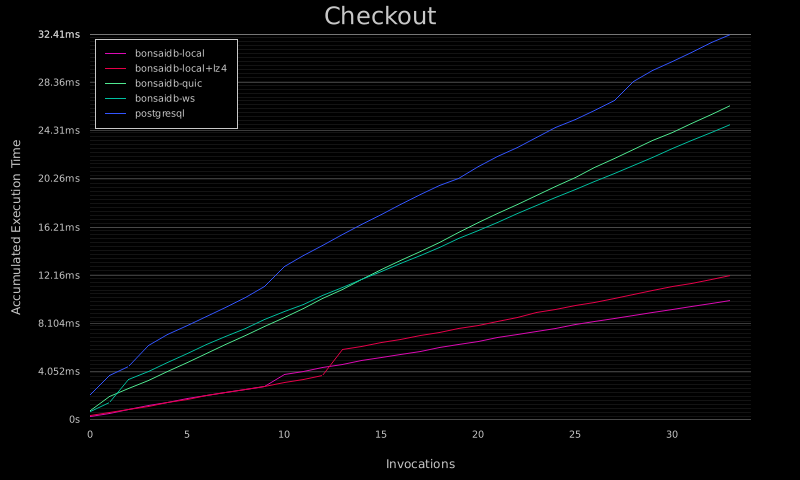 Checkout
32.41ms
28.36ms
24.31ms
20.26ms
16.21ms
12.16ms
8.104ms
4.052ms
0s
Accumulated Execution Time
bonsaidb-local
bonsaidb-local+lz4
bonsaidb-quic
bonsaidb-ws
postgresql
0 5 10 15 20 25 30
Invocations